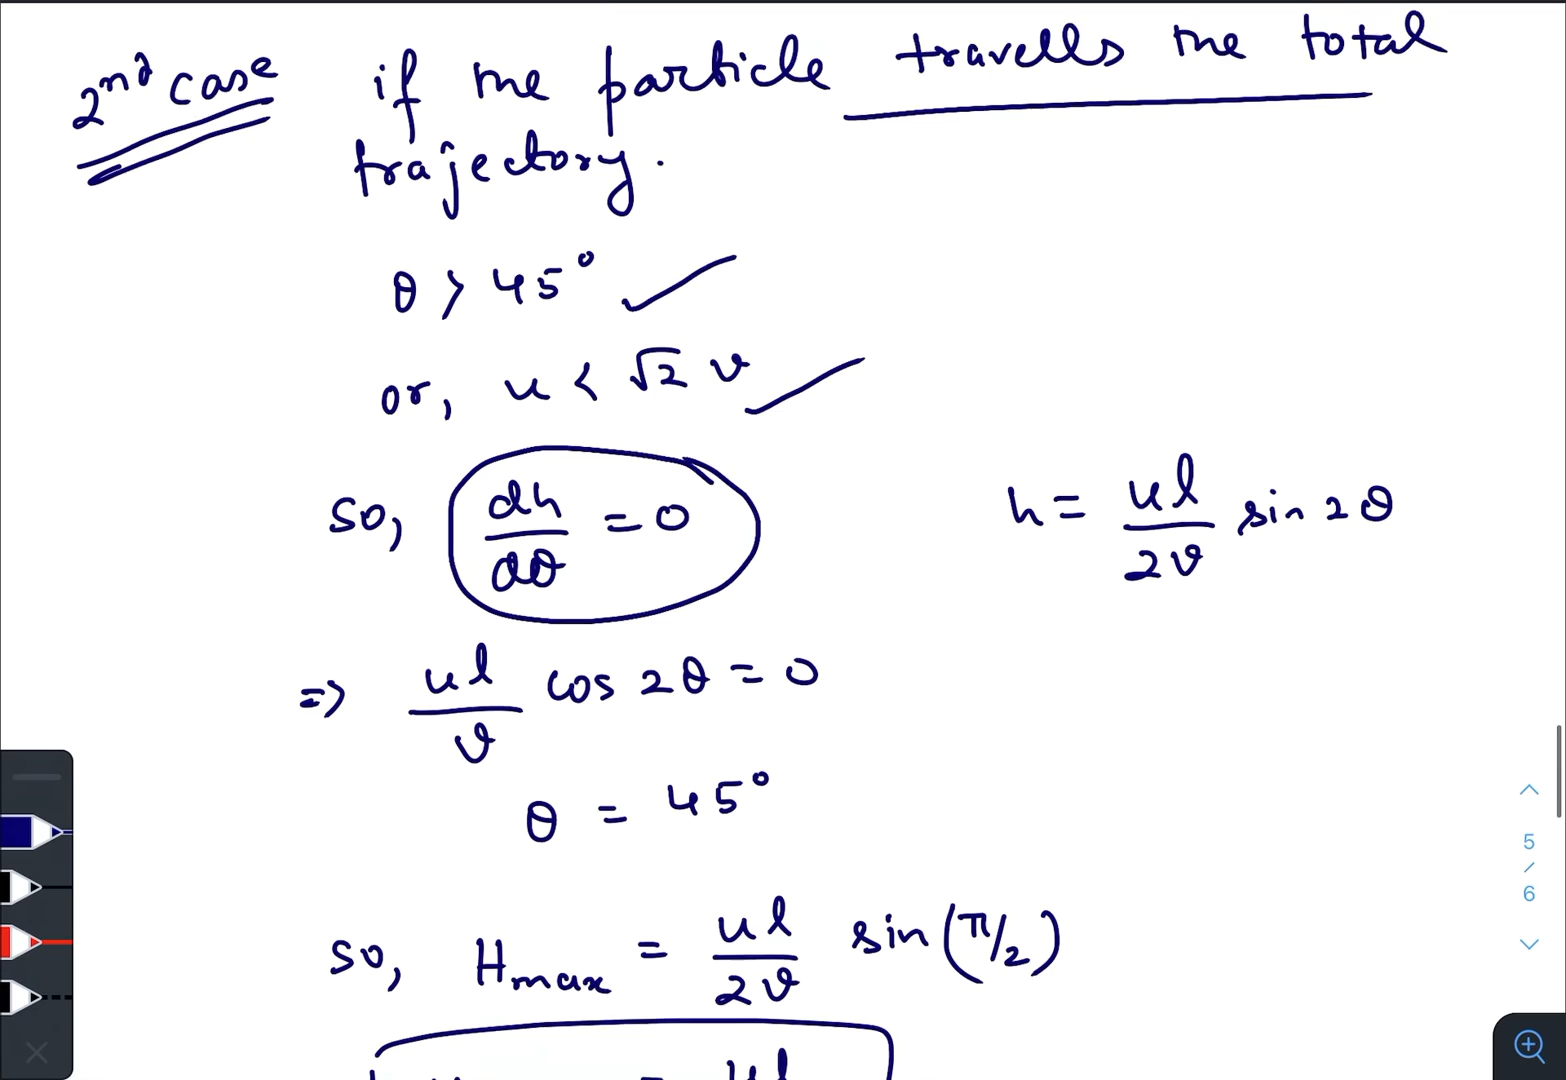 2nd case if the particle travells the total
trajectory.
θ > 45°
or, u < √2 v
so, dh/dθ = 0 h = ul/2v sin 2θ
=> ul/v cos 2θ = 0
θ = 45°
so, Hmax = ul/2v sin(π/2)
= ul
5
/
6